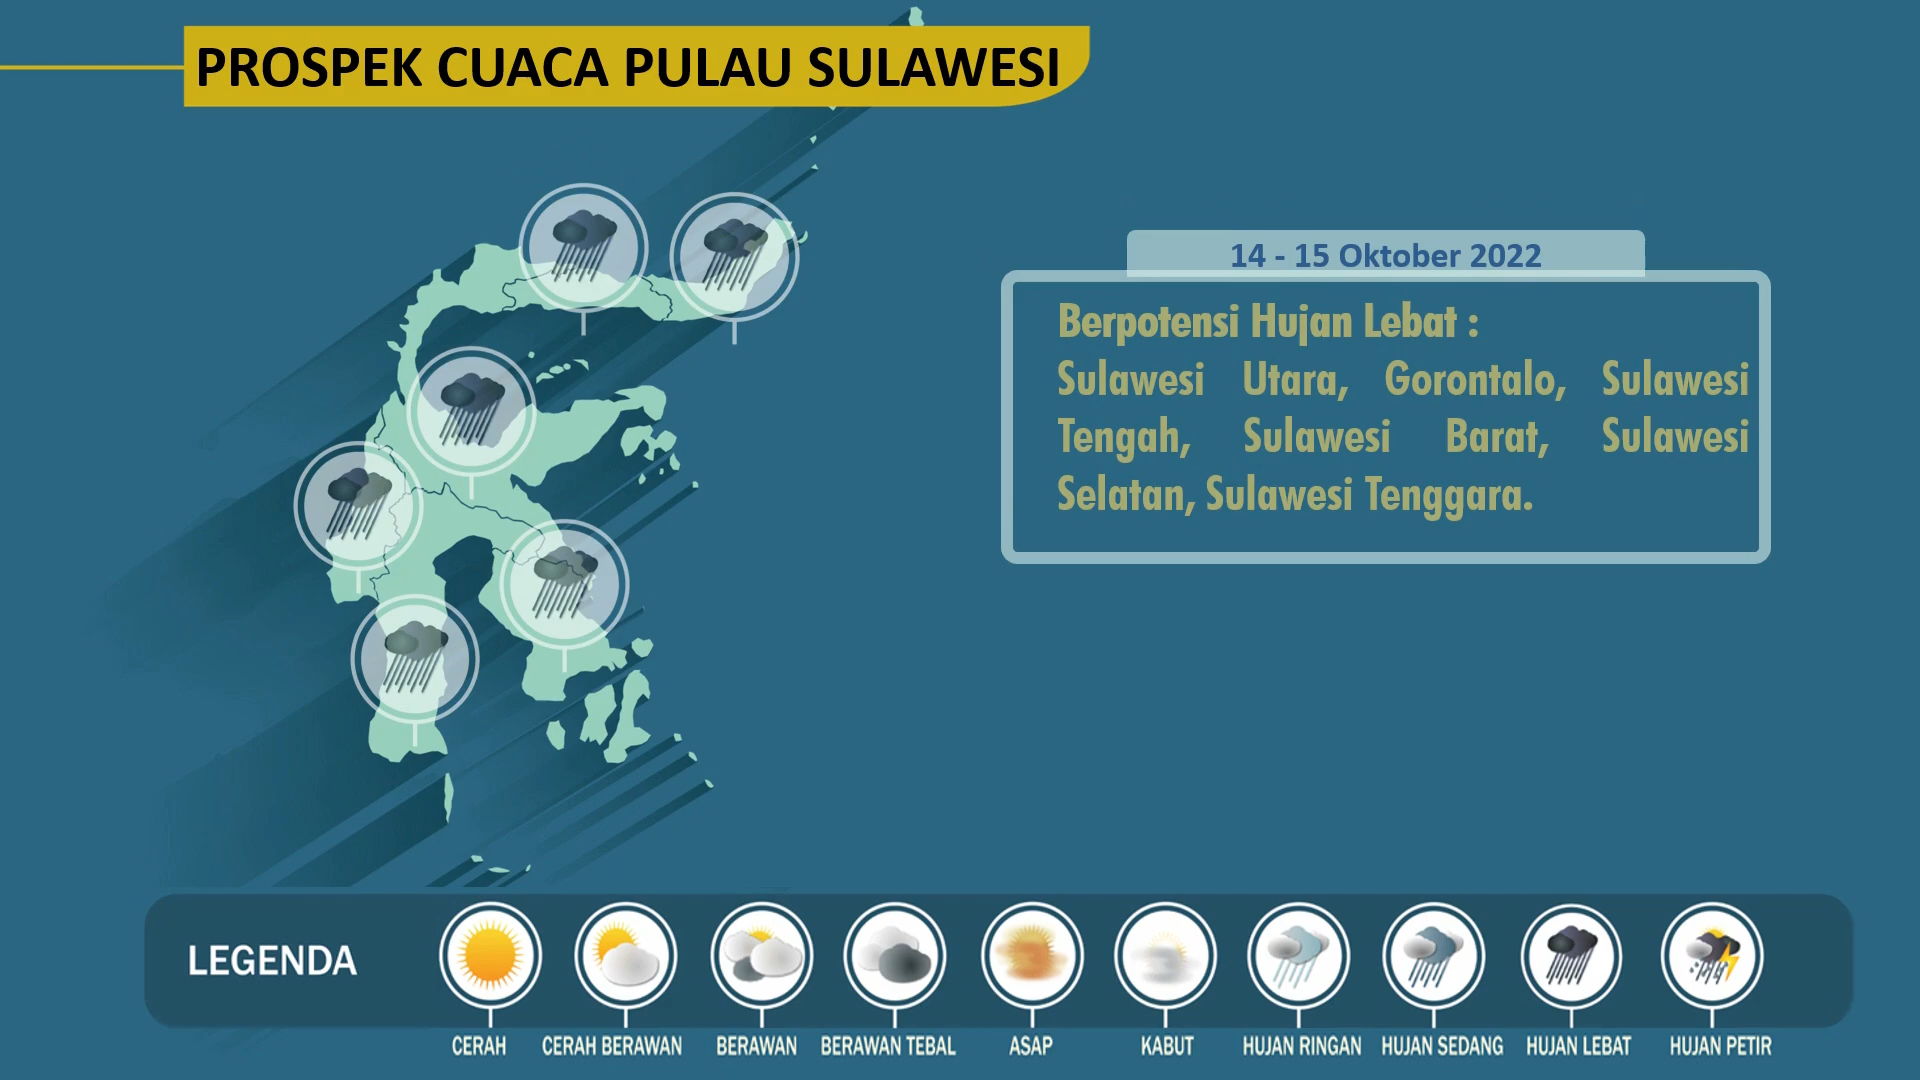 PROSPEK CUACA PULAU SULAWESI
14 - 15 Oktober 2022
Berpotensi Hujan Lebat :
Sulawesi Utara, Gorontalo, Sulawesi
Tengah, Sulawesi Barat, Sulawesi
Selatan, Sulawesi Tenggara.
LEGENDA
CERAH
CERAH BERAWAN
BERAWAN
BERAWAN TEBAL
ASAP
KABUT
HUJAN RINGAN
HUJAN SEDANG
HUJAN LEBAT
HUJAN PETIR